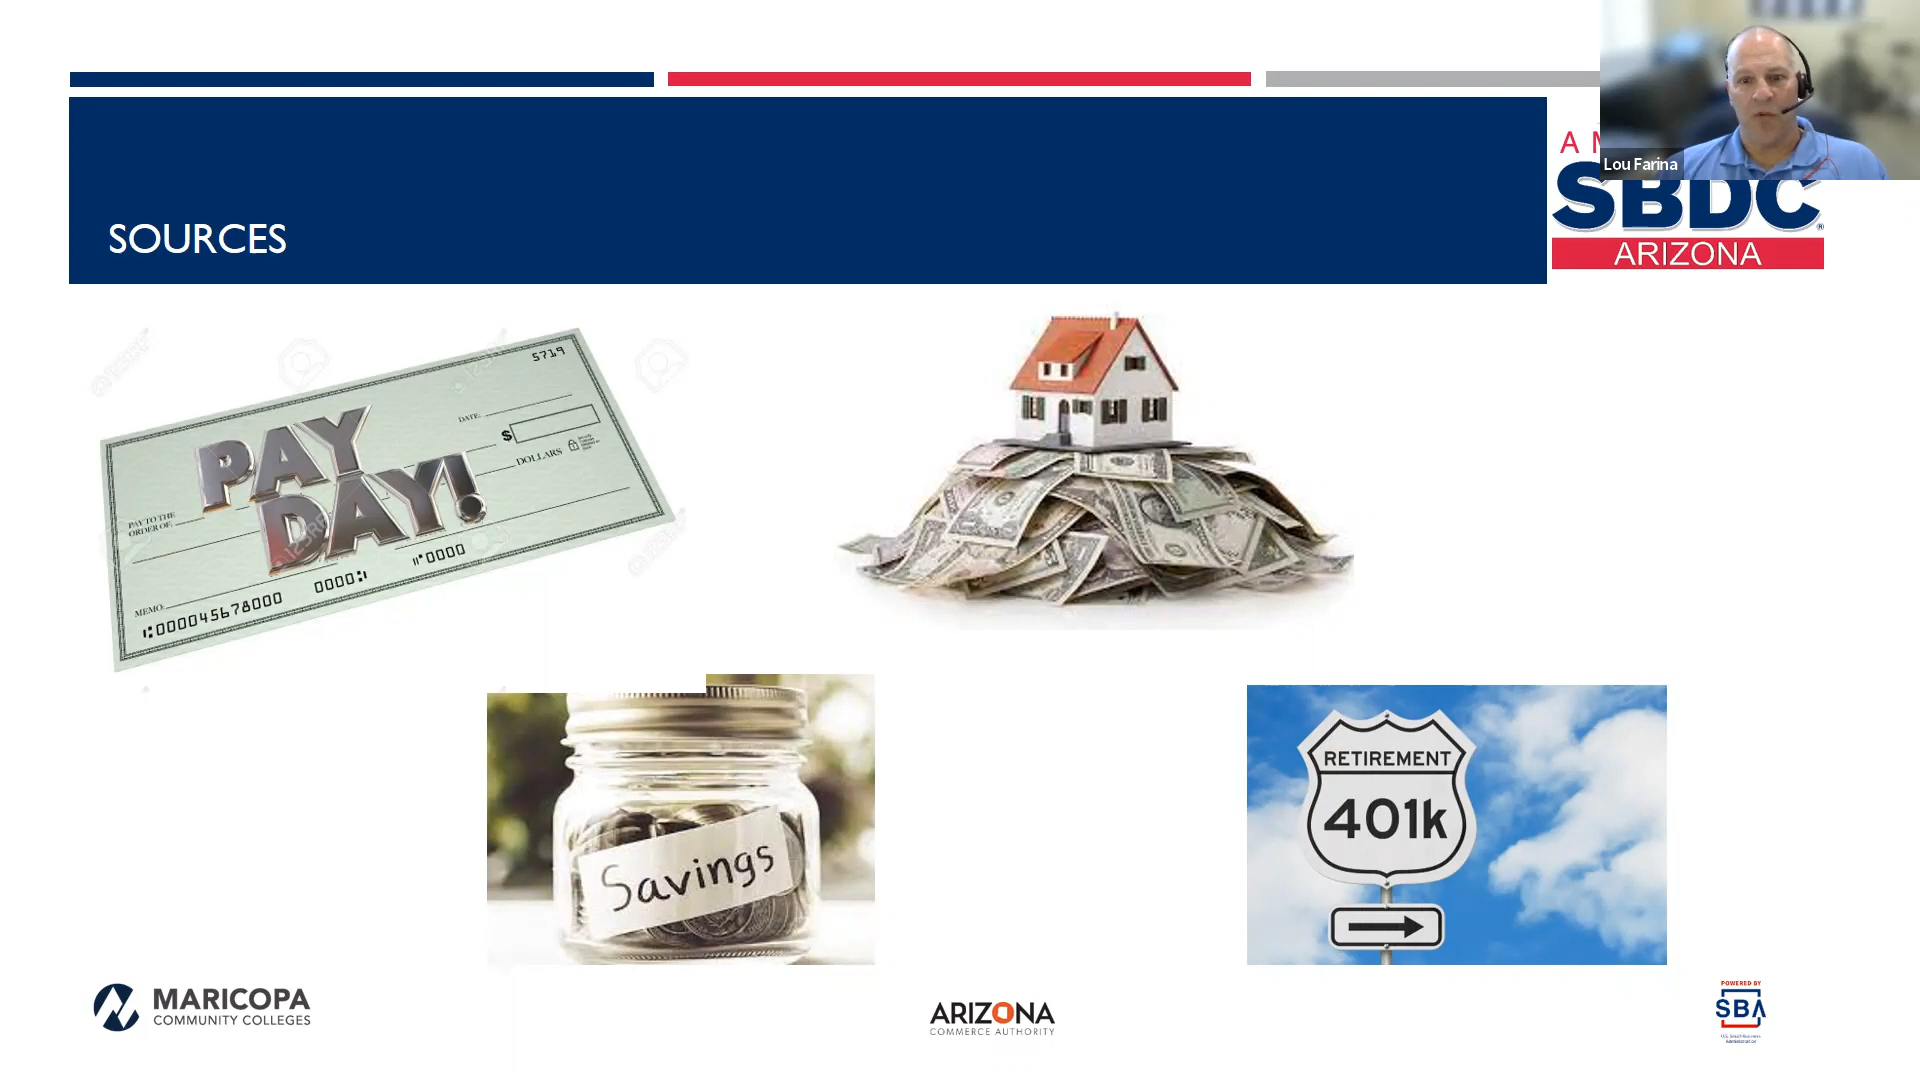 Lou Farina
A
SBDC®
ARIZONA
SOURCES
5719
DATE:
$
DOLLARS
PAY
DAY!
PAY TO THE
ORDER OF:
MEMO:
⑆000045678000 0000⑆ ⑈0000
Savings
RETIREMENT
401k
MARICOPA
COMMUNITY COLLEGES
ARIZONA
COMMERCE AUTHORITY
POWERED BY
SBA
U.S. Small Business
Administration